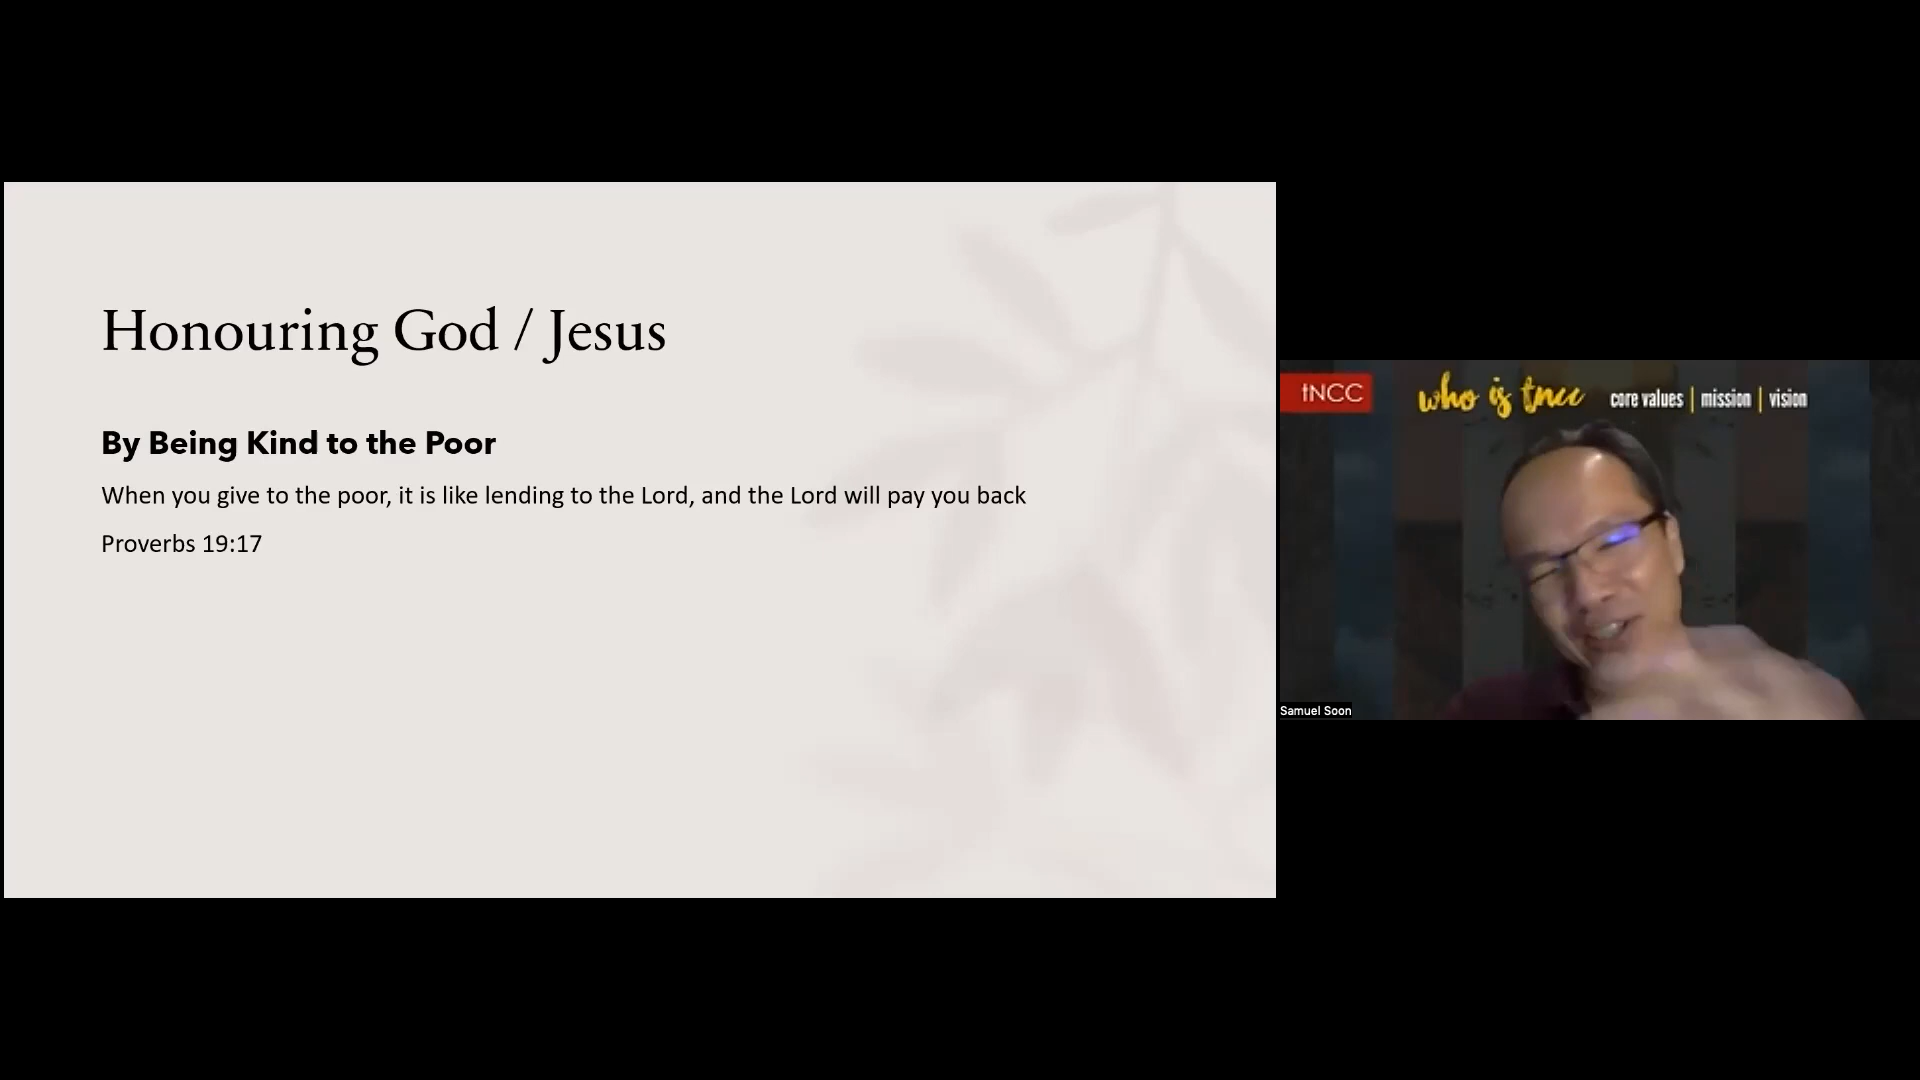 Honouring God / Jesus
By Being Kind to the Poor
When you give to the poor, it is like lending to the Lord, and the Lord will pay you back
Proverbs 19:17
tNCC
who is tncc core values | mission | vision
Samuel Soon